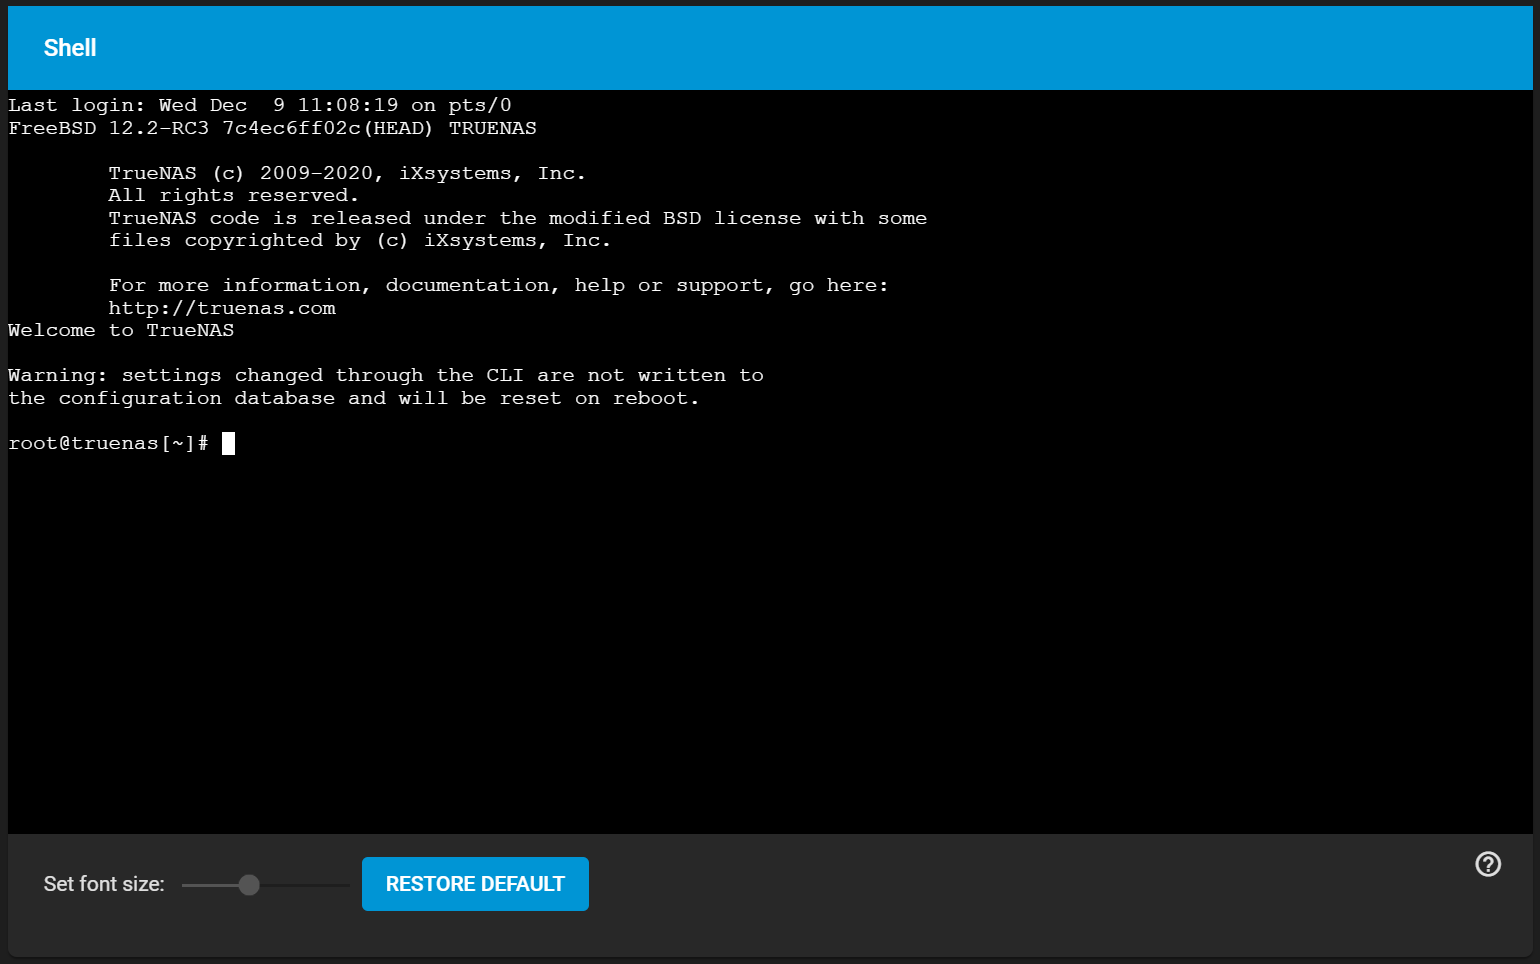 Shell
Last login: Wed Dec  9 11:08:19 on pts/0
FreeBSD 12.2-RC3 7c4ec6ff02c(HEAD) TRUENAS
TrueNAS (c) 2009-2020, iXsystems, Inc.
All rights reserved.
TrueNAS code is released under the modified BSD license with some
files copyrighted by (c) iXsystems, Inc.
For more information, documentation, help or support, go here:
http://truenas.com
Welcome to TrueNAS
Warning: settings changed through the CLI are not written to
the configuration database and will be reset on reboot.
root@truenas[~]#
Set font size:
RESTORE DEFAULT
?